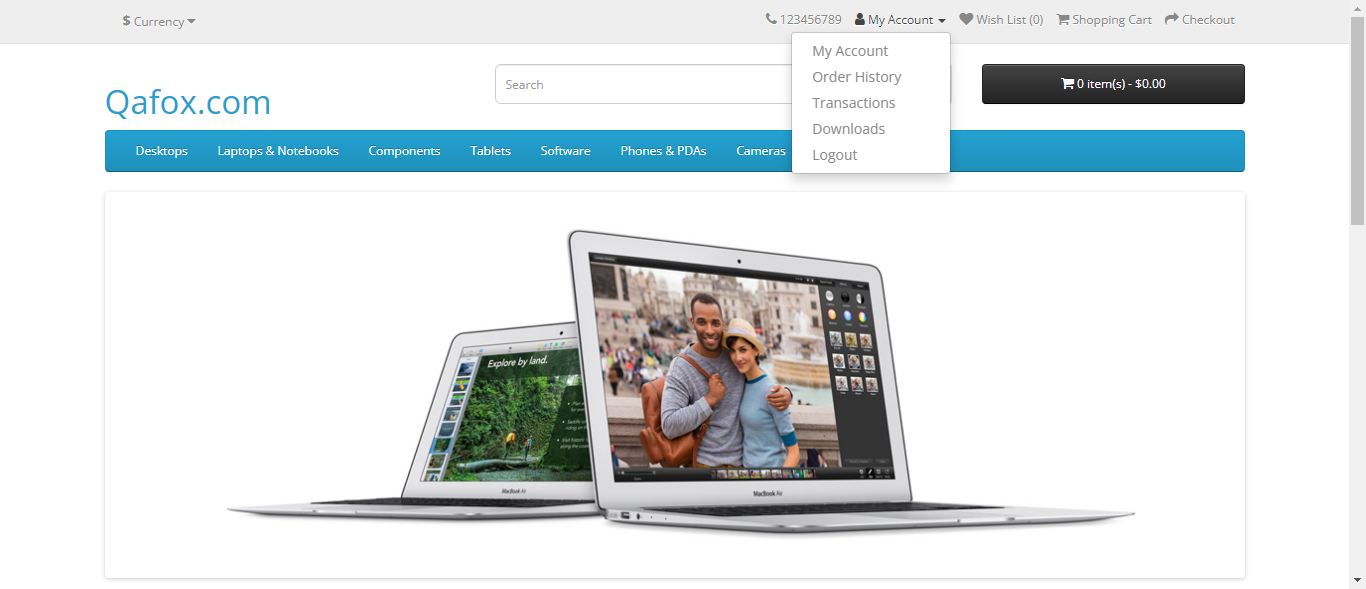 $ Currency
123456789 My Account Wish List (0) Shopping Cart Checkout
My Account
Order History
Transactions
Downloads
Logout
Qafox.com
Search
0 item(s) - $0.00
Desktops Laptops & Notebooks Components Tablets Software Phones & PDAs Cameras
Explore by land.
MacBook Air
MacBook Air